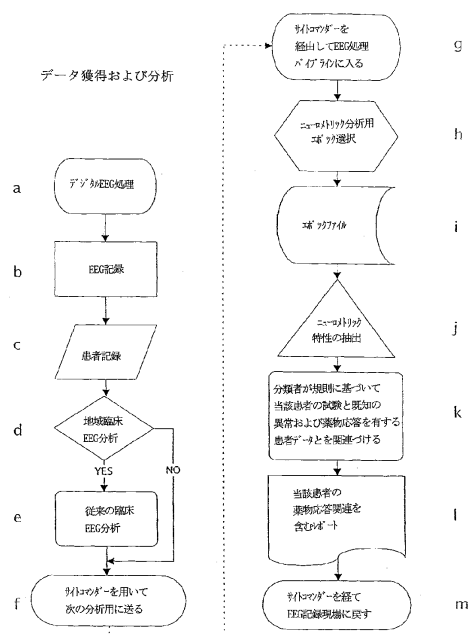 データ獲得および分析
a
デジタルEEG処理
b
EEG記録
c
患者記録
d
地域臨床
EEG分析
YES
NO
e
従来の臨床
EEG分析
f
サイトコマンダーを用いて
次の分析用に送る
サイトコマンダーを
経由してEEG処理
パイプラインに入る
g
ニューロメトリック分析用
エポック選択
h
エポックファイル
i
ニューロメトリック
特性の抽出
j
分類者が規則に基づいて
当該患者の試験と既知の
異常および薬物応答を有する
患者データとを関連づける
k
当該患者の
薬物応答関連を
含むレポート
l
サイトコマンダーを経て
EEG記録現場に戻す
m